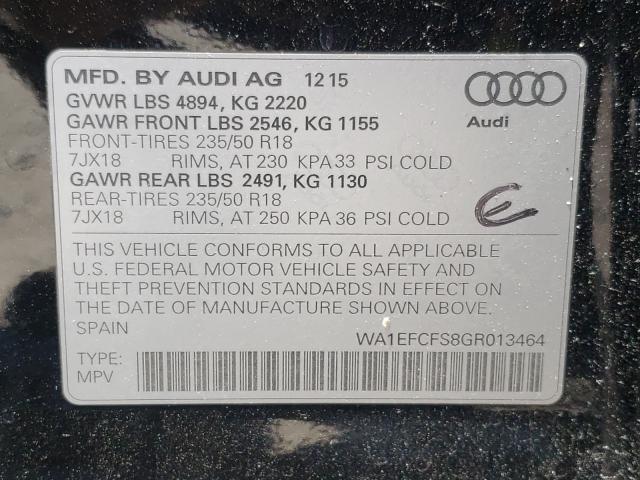 MFD. BY AUDI AG 12 15
GVWR LBS 4894, KG 2220
GAWR FRONT LBS 2546, KG 1155
FRONT-TIRES 235/50 R18
7JX18 RIMS, AT 230 KPA 33 PSI COLD
GAWR REAR LBS 2491, KG 1130
REAR-TIRES 235/50 R18
7JX18 RIMS, AT 250 KPA 36 PSI COLD
Audi
THIS VEHICLE CONFORMS TO ALL APPLICABLE
U.S. FEDERAL MOTOR VEHICLE SAFETY AND
THEFT PREVENTION STANDARDS IN EFFECT ON
THE DATE OF MANUFACTURE SHOWN ABOVE.
SPAIN WA1EFCFS8GR013464
TYPE:
MPV